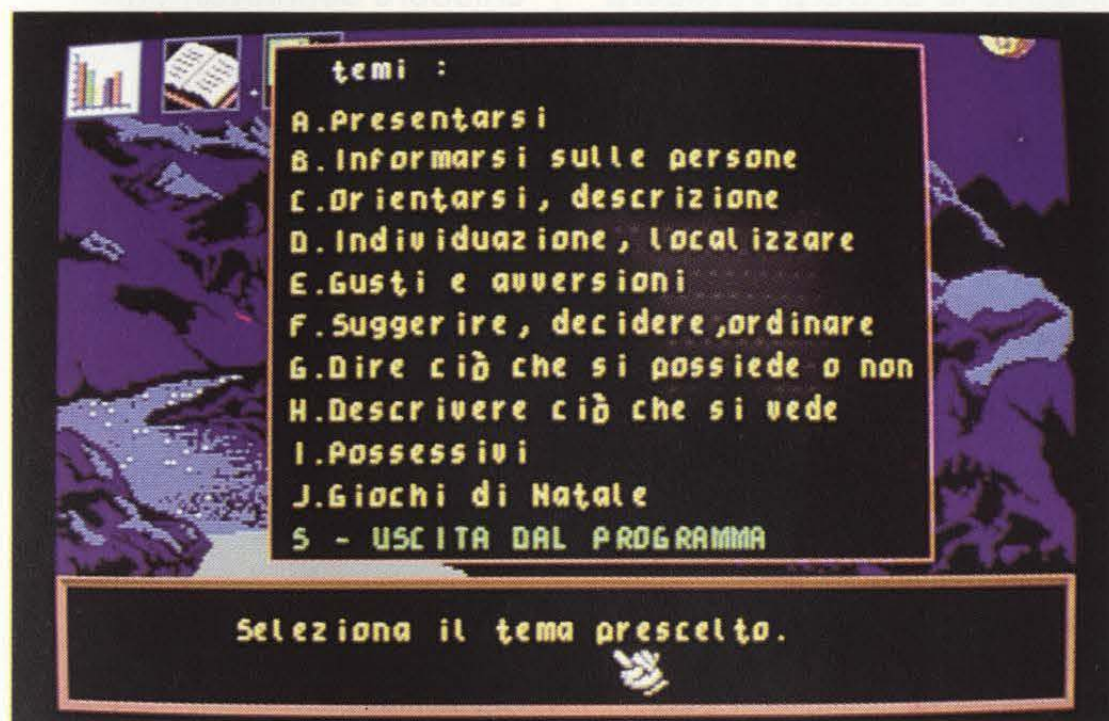 temi :
A.Presentarsi
B.Informarsi sulle persone
C.Orientarsi, descrizione
D.Individuazione, localizzare
E.Gusti e avversioni
F.Suggerire, decidere,ordinare
G.Dire ciò che si possiede o non
H.Descrivere ciò che si vede
I.Possessivi
J.Giochi di Natale
S - USCITA DAL PROGRAMMA
Seleziona il tema prescelto.